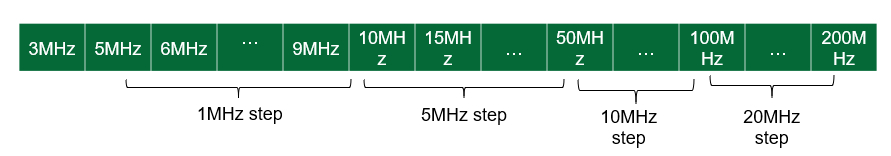 3MHz 5MHz 6MHz ... 9MHz 10MH 15MH ... 50MH ... 100M ... 200M
z z z Hz Hz
1MHz step 5MHz step 10MHz 20MHz
step step